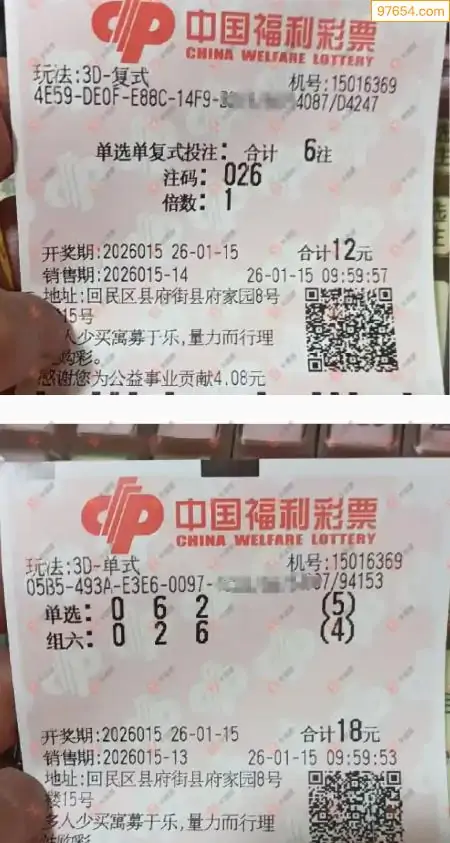 97654.com
中国福利彩票
CHINA WELFARE LOTTERY
玩法:3D-复式
机号:15016369
4E59-DE0F-E88C-14F9- 4087/D4247
单选单复式投注: 合计 6注
注码: 026
倍数: 1
开奖期:2026015 26-01-15 合计12元
销售期:2026015-14 26-01-15 09:59:57
地址:回民区县府街县府家园8号
15号
人少买寓募于乐,量力而行理
购彩。
感谢您为公益事业贡献4.08元
中国福利彩票
CHINA WELFARE LOTTERY
玩法:3D-单式
机号:15016369
05B5-493A-E3E6-0097- 07/94153
单选: 0 6 2 (5)
组六: 0 2 6 (4)
开奖期:2026015 26-01-15 合计18元
销售期:2026015-13 26-01-15 09:59:53
地址:回民区县府街县府家园8号
楼15号
多人少买寓募于乐,量力而行理